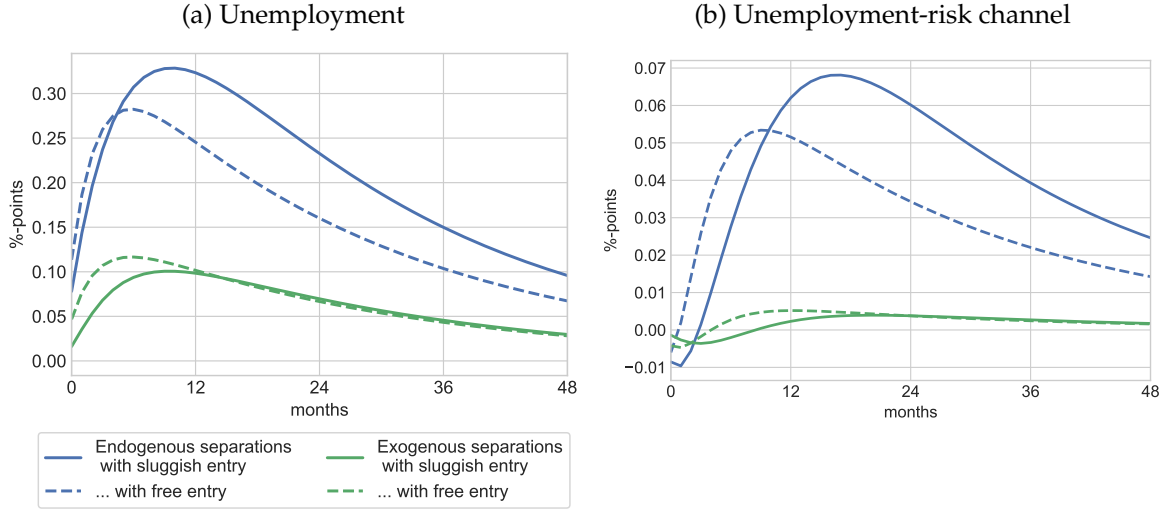 (a) Unemployment
(b) Unemployment-risk channel
%-points
0.30
0.25
0.20
0.15
0.10
0.05
0.00
0 12 24 36 48
months
%-points
0.07
0.06
0.05
0.04
0.03
0.02
0.01
0.00
−0.01
0 12 24 36 48
months
Endogenous separations
with sluggish entry
... with free entry
Exogenous separations
with sluggish entry
... with free entry